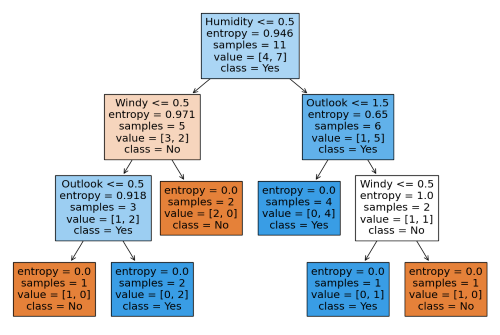 Humidity <= 0.5
entropy = 0.946
samples = 11
value = [4, 7]
class = Yes
Windy <= 0.5
entropy = 0.971
samples = 5
value = [3, 2]
class = No
Outlook <= 1.5
entropy = 0.65
samples = 6
value = [1, 5]
class = Yes
Outlook <= 0.5
entropy = 0.918
samples = 3
value = [1, 2]
class = Yes
entropy = 0.0
samples = 2
value = [2, 0]
class = No
entropy = 0.0
samples = 4
value = [0, 4]
class = Yes
Windy <= 0.5
entropy = 1.0
samples = 2
value = [1, 1]
class = No
entropy = 0.0
samples = 1
value = [1, 0]
class = No
entropy = 0.0
samples = 2
value = [0, 2]
class = Yes
entropy = 0.0
samples = 1
value = [0, 1]
class = Yes
entropy = 0.0
samples = 1
value = [1, 0]
class = No